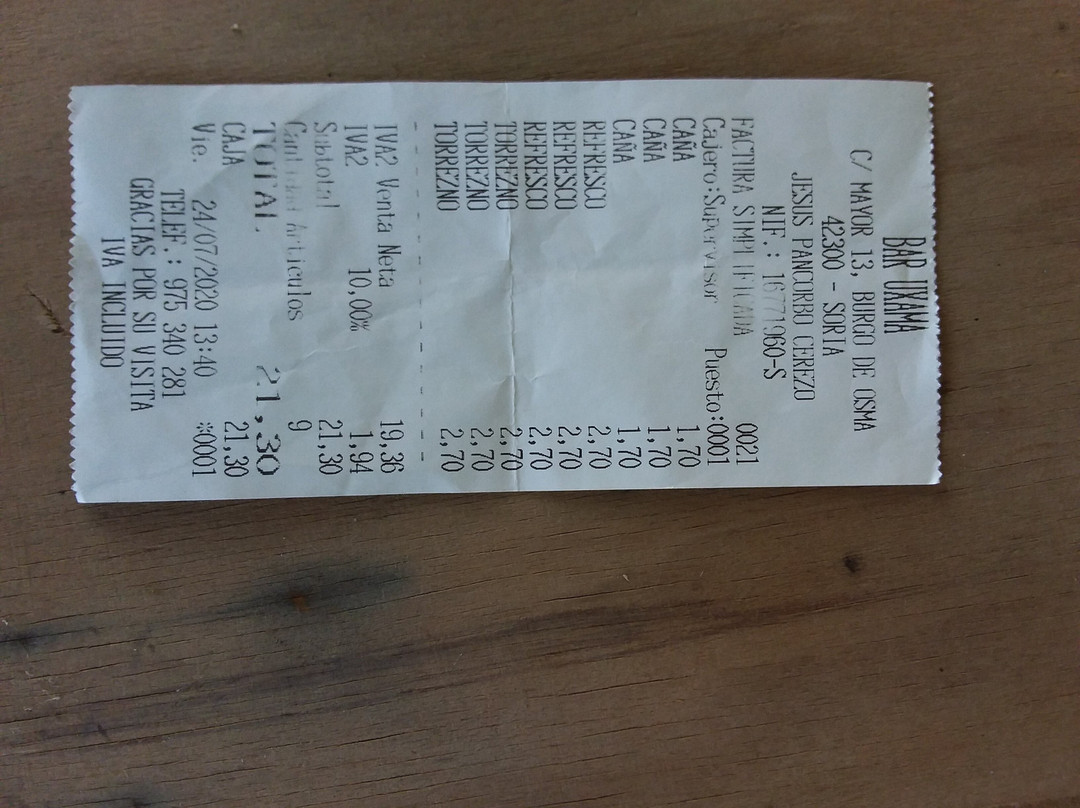 BAR UXAMA
C/ MAYOR 13, BURGO DE OSMA
42300 - SORIA
JESUS PANCORBO CEREZO
NIF.: 16771960-S
FACTURA SIMPLIFICADA 0021
Cajero:Supervisor Puesto:0001
CAÑA 1,70
CAÑA 1,70
CAÑA 1,70
REFRESCO 2,70
REFRESCO 2,70
REFRESCO 2,70
TORREZNO 2,70
TORREZNO 2,70
TORREZNO 2,70
IVA2 Venta Neta 19,36
IVA2 10,00% 1,94
Subtotal 21,30
Cantidad Articulos 9
TOTAL 21,30
CAJA 21,30
Vie. 24/07/2020 13:40 *0001
TELEF.: 975 340 281
GRACIAS POR SU VISITA
IVA INCLUIDO